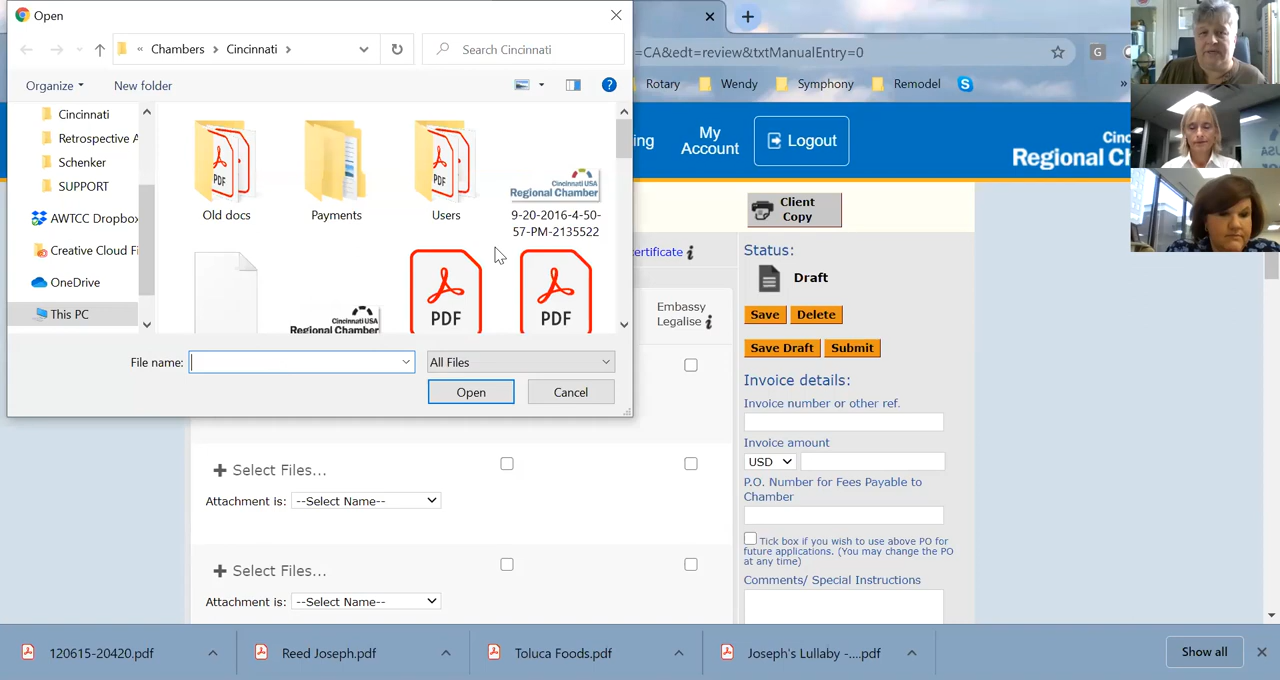 Open
« Chambers > Cincinnati >
Search Cincinnati
=CA&edt=review&txtManualEntry=0
G
Organize
New folder
Rotary
Wendy
Symphony
Remodel
»
Cincinnati
Retrospective A
Schenker
SUPPORT
AWTCC Dropbo
Creative Cloud Fi
OneDrive
This PC
PDF
Old docs
Payments
PDF
Users
Cincinnati USA
Regional Chamber
9-20-2016-4-50-
57-PM-2135522
Regional Chamber
PDF
PDF
File name:
All Files
Open
Cancel
ing
My
Account
Logout
Cinc
Regional Ch
Client
Copy
ertificate
Status:
Draft
Embassy
Legalise
Save
Delete
Save Draft
Submit
Invoice details:
Invoice number or other ref.
Invoice amount
USD
P.O. Number for Fees Payable to
Chamber
Tick box if you wish to use above PO for
future applications. (You may change the PO
at any time)
Comments/ Special Instructions
+ Select Files...
Attachment is: --Select Name--
+ Select Files...
Attachment is: --Select Name--
120615-20420.pdf
Reed Joseph.pdf
Toluca Foods.pdf
Joseph's Lullaby -....pdf
Show all